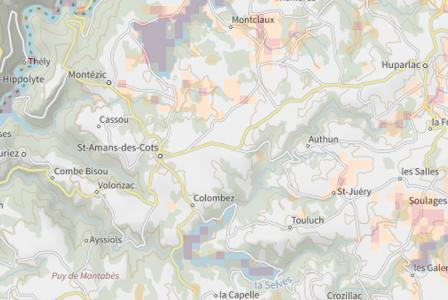 Montclaux
Thély
Huparlac
Hippolyte
Montézic
Cassou
St-Amans-des-Cots
Authun
Combe Bisou
les Salles
Volonzac
St-Juéry
Colombez
Soulages
Touluch
Ayssiols
Puy de Montabès
la Selves
les Galer
la Capelle
Crozillac